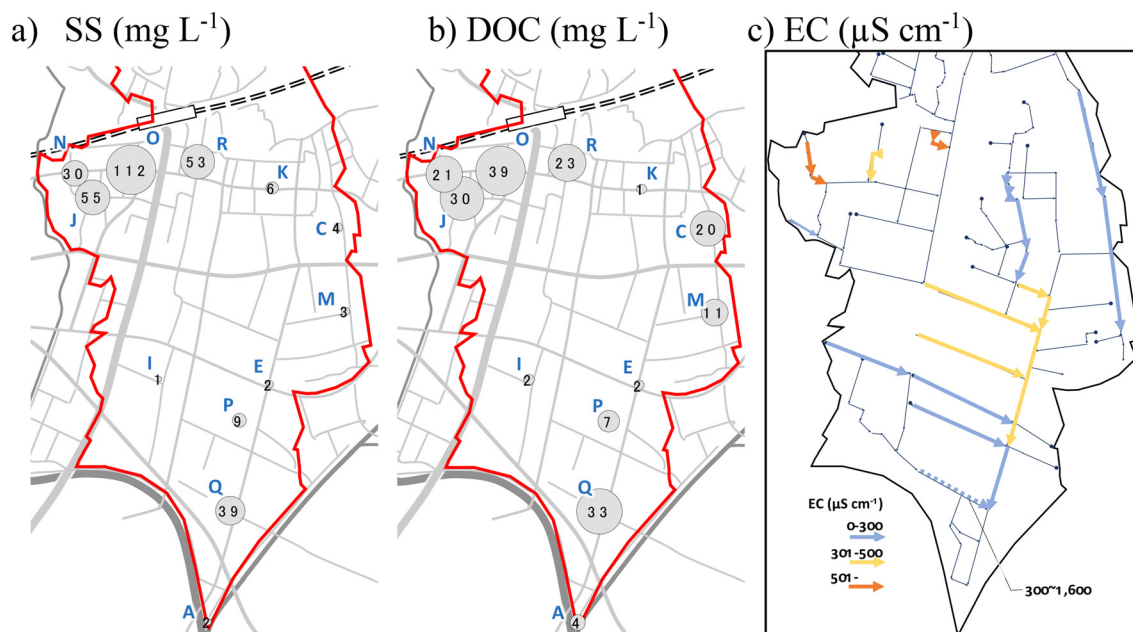 a) SS (mg L⁻¹)
b) DOC (mg L⁻¹)
c) EC (μS cm⁻¹)
N
O
R
30
112
53
K
6
55
J
C
4
M
3
I
1
E
2
P
9
Q
39
A
2
N
O
R
21
39
23
K
1
30
J
C
20
M
11
I
2
E
2
P
7
Q
33
A
4
EC (μS cm⁻¹)
0-300
301-500
501-
300~1,600